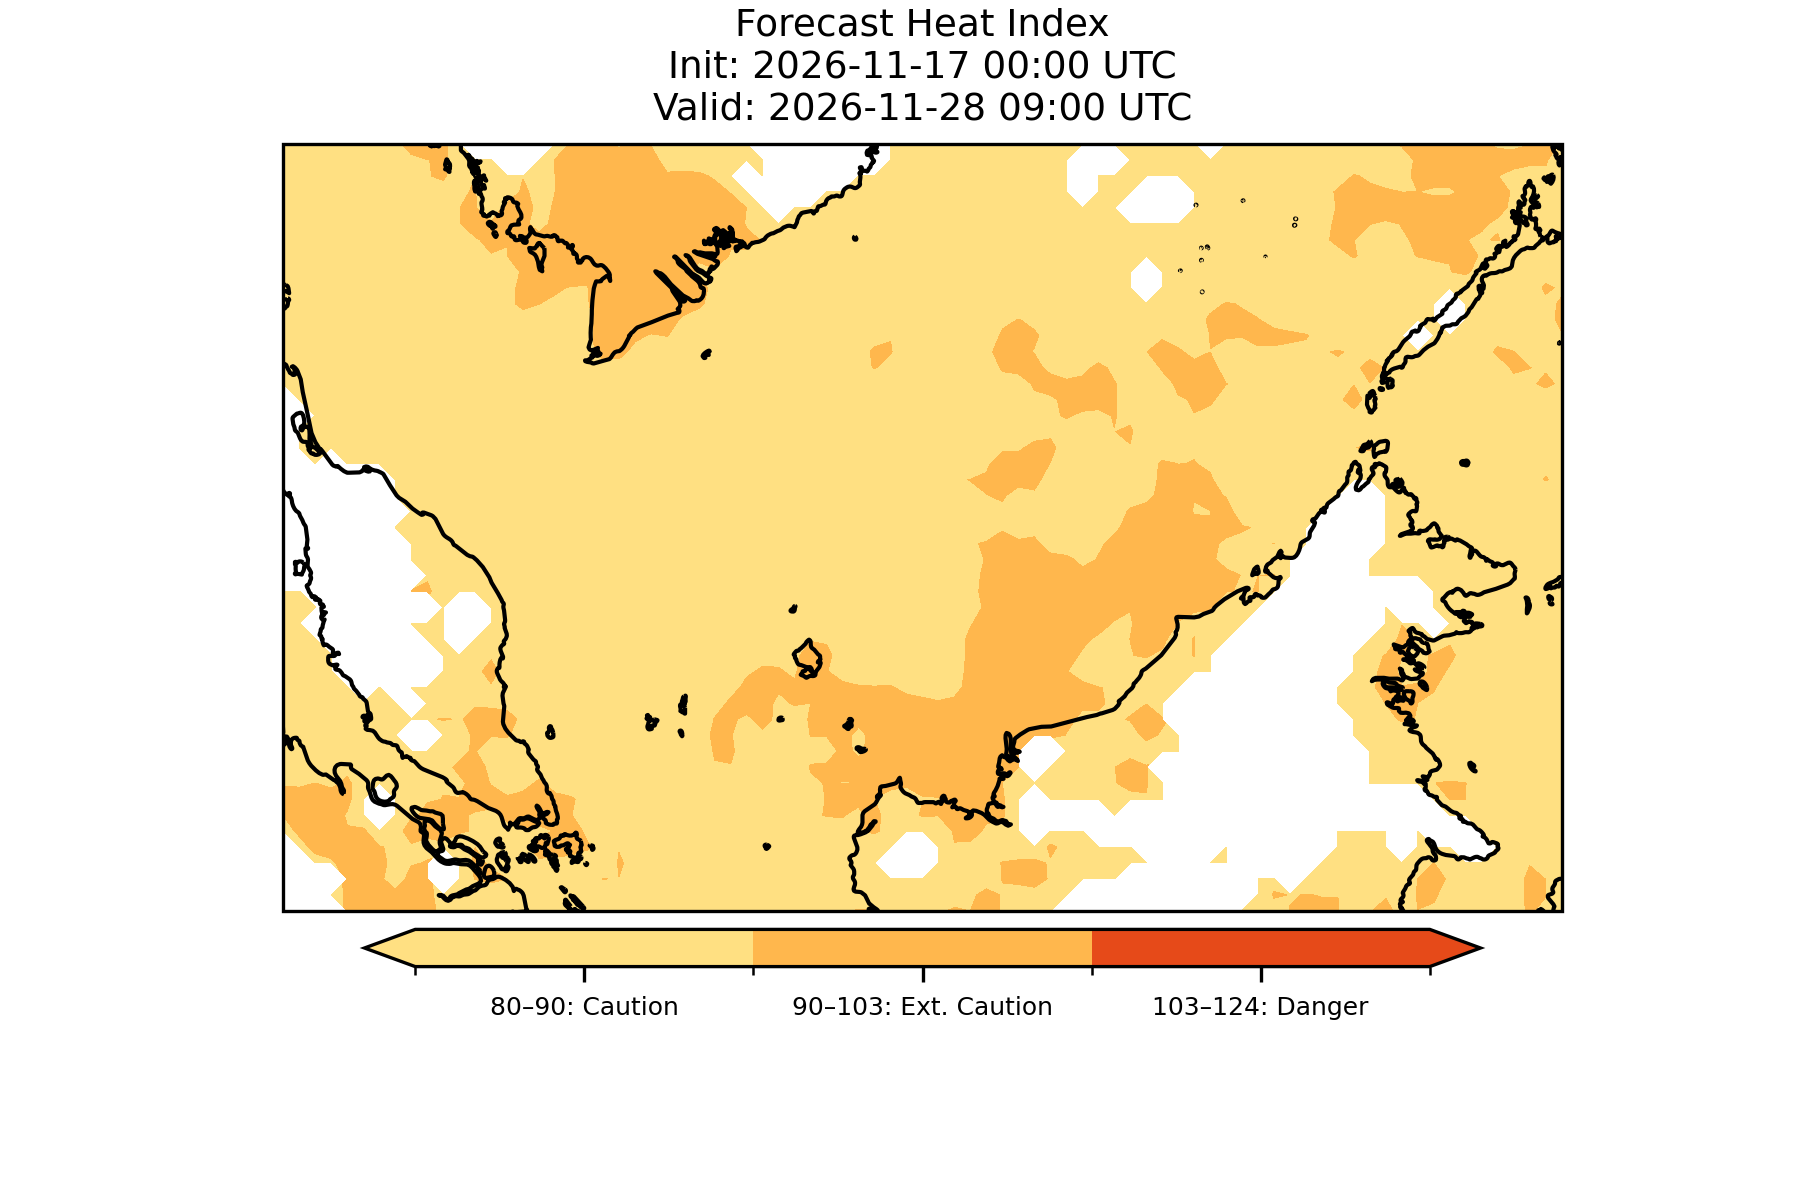 Forecast Heat Index
Init: 2026-11-17 00:00 UTC
Valid: 2026-11-28 09:00 UTC
80–90: Caution
90–103: Ext. Caution
103–124: Danger